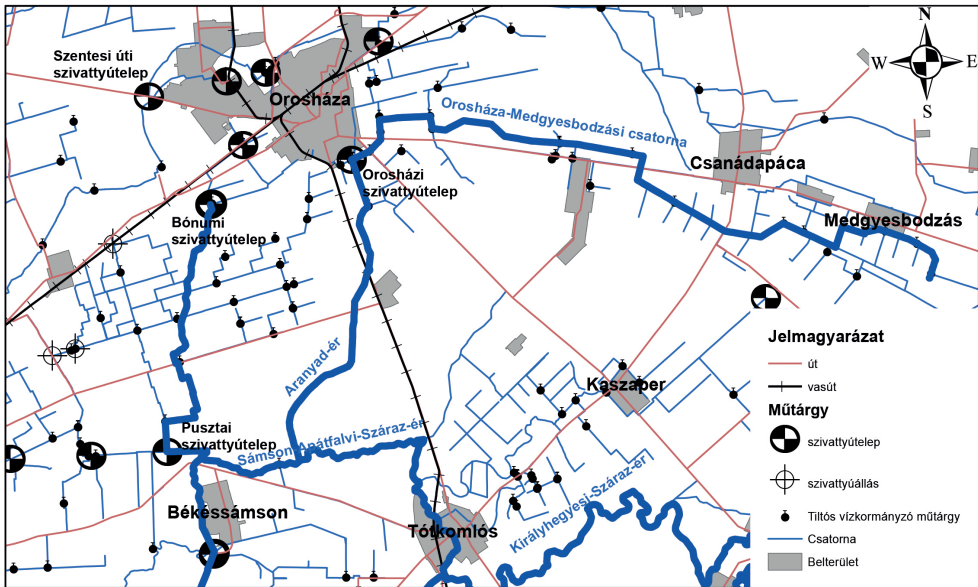 N
W
E
S
Szentesi úti
szivattyútelep
Orosháza
Orosháza-Medgyesbodzási csatorna
Csanádapáca
Orosházi
szivattyútelep
Bónumi
szivattyútelep
Medgyesbodzás
Aranyad-ér
Kaszaper
Pusztai
szivattyútelep
Sámson-Apátfalvi-Száraz-ér
Békéssámson
Tótkomlós
Királyhegyesi-Száraz-ér
Jelmagyarázat
út
vasút
Műtárgy
szivattyútelep
szivattyúállás
Tiltós vízkormányzó műtárgy
Csatorna
Belterület